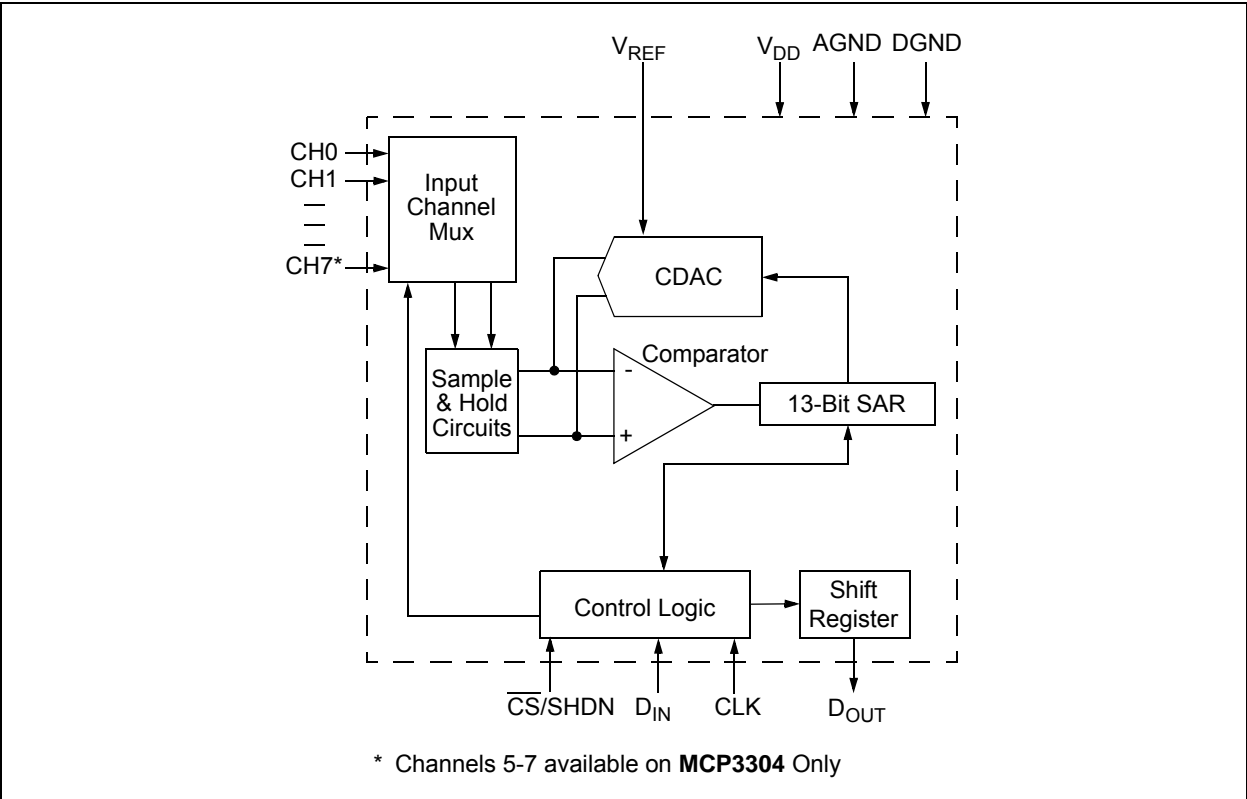 VREF
VDD AGND DGND
CH0
CH1
CH7*
Input
Channel
Mux
CDAC
Comparator
Sample
& Hold
Circuits
-
+
13-Bit SAR
Control Logic
Shift
Register
CS/SHDN DIN CLK DOUT
* Channels 5-7 available on MCP3304 Only